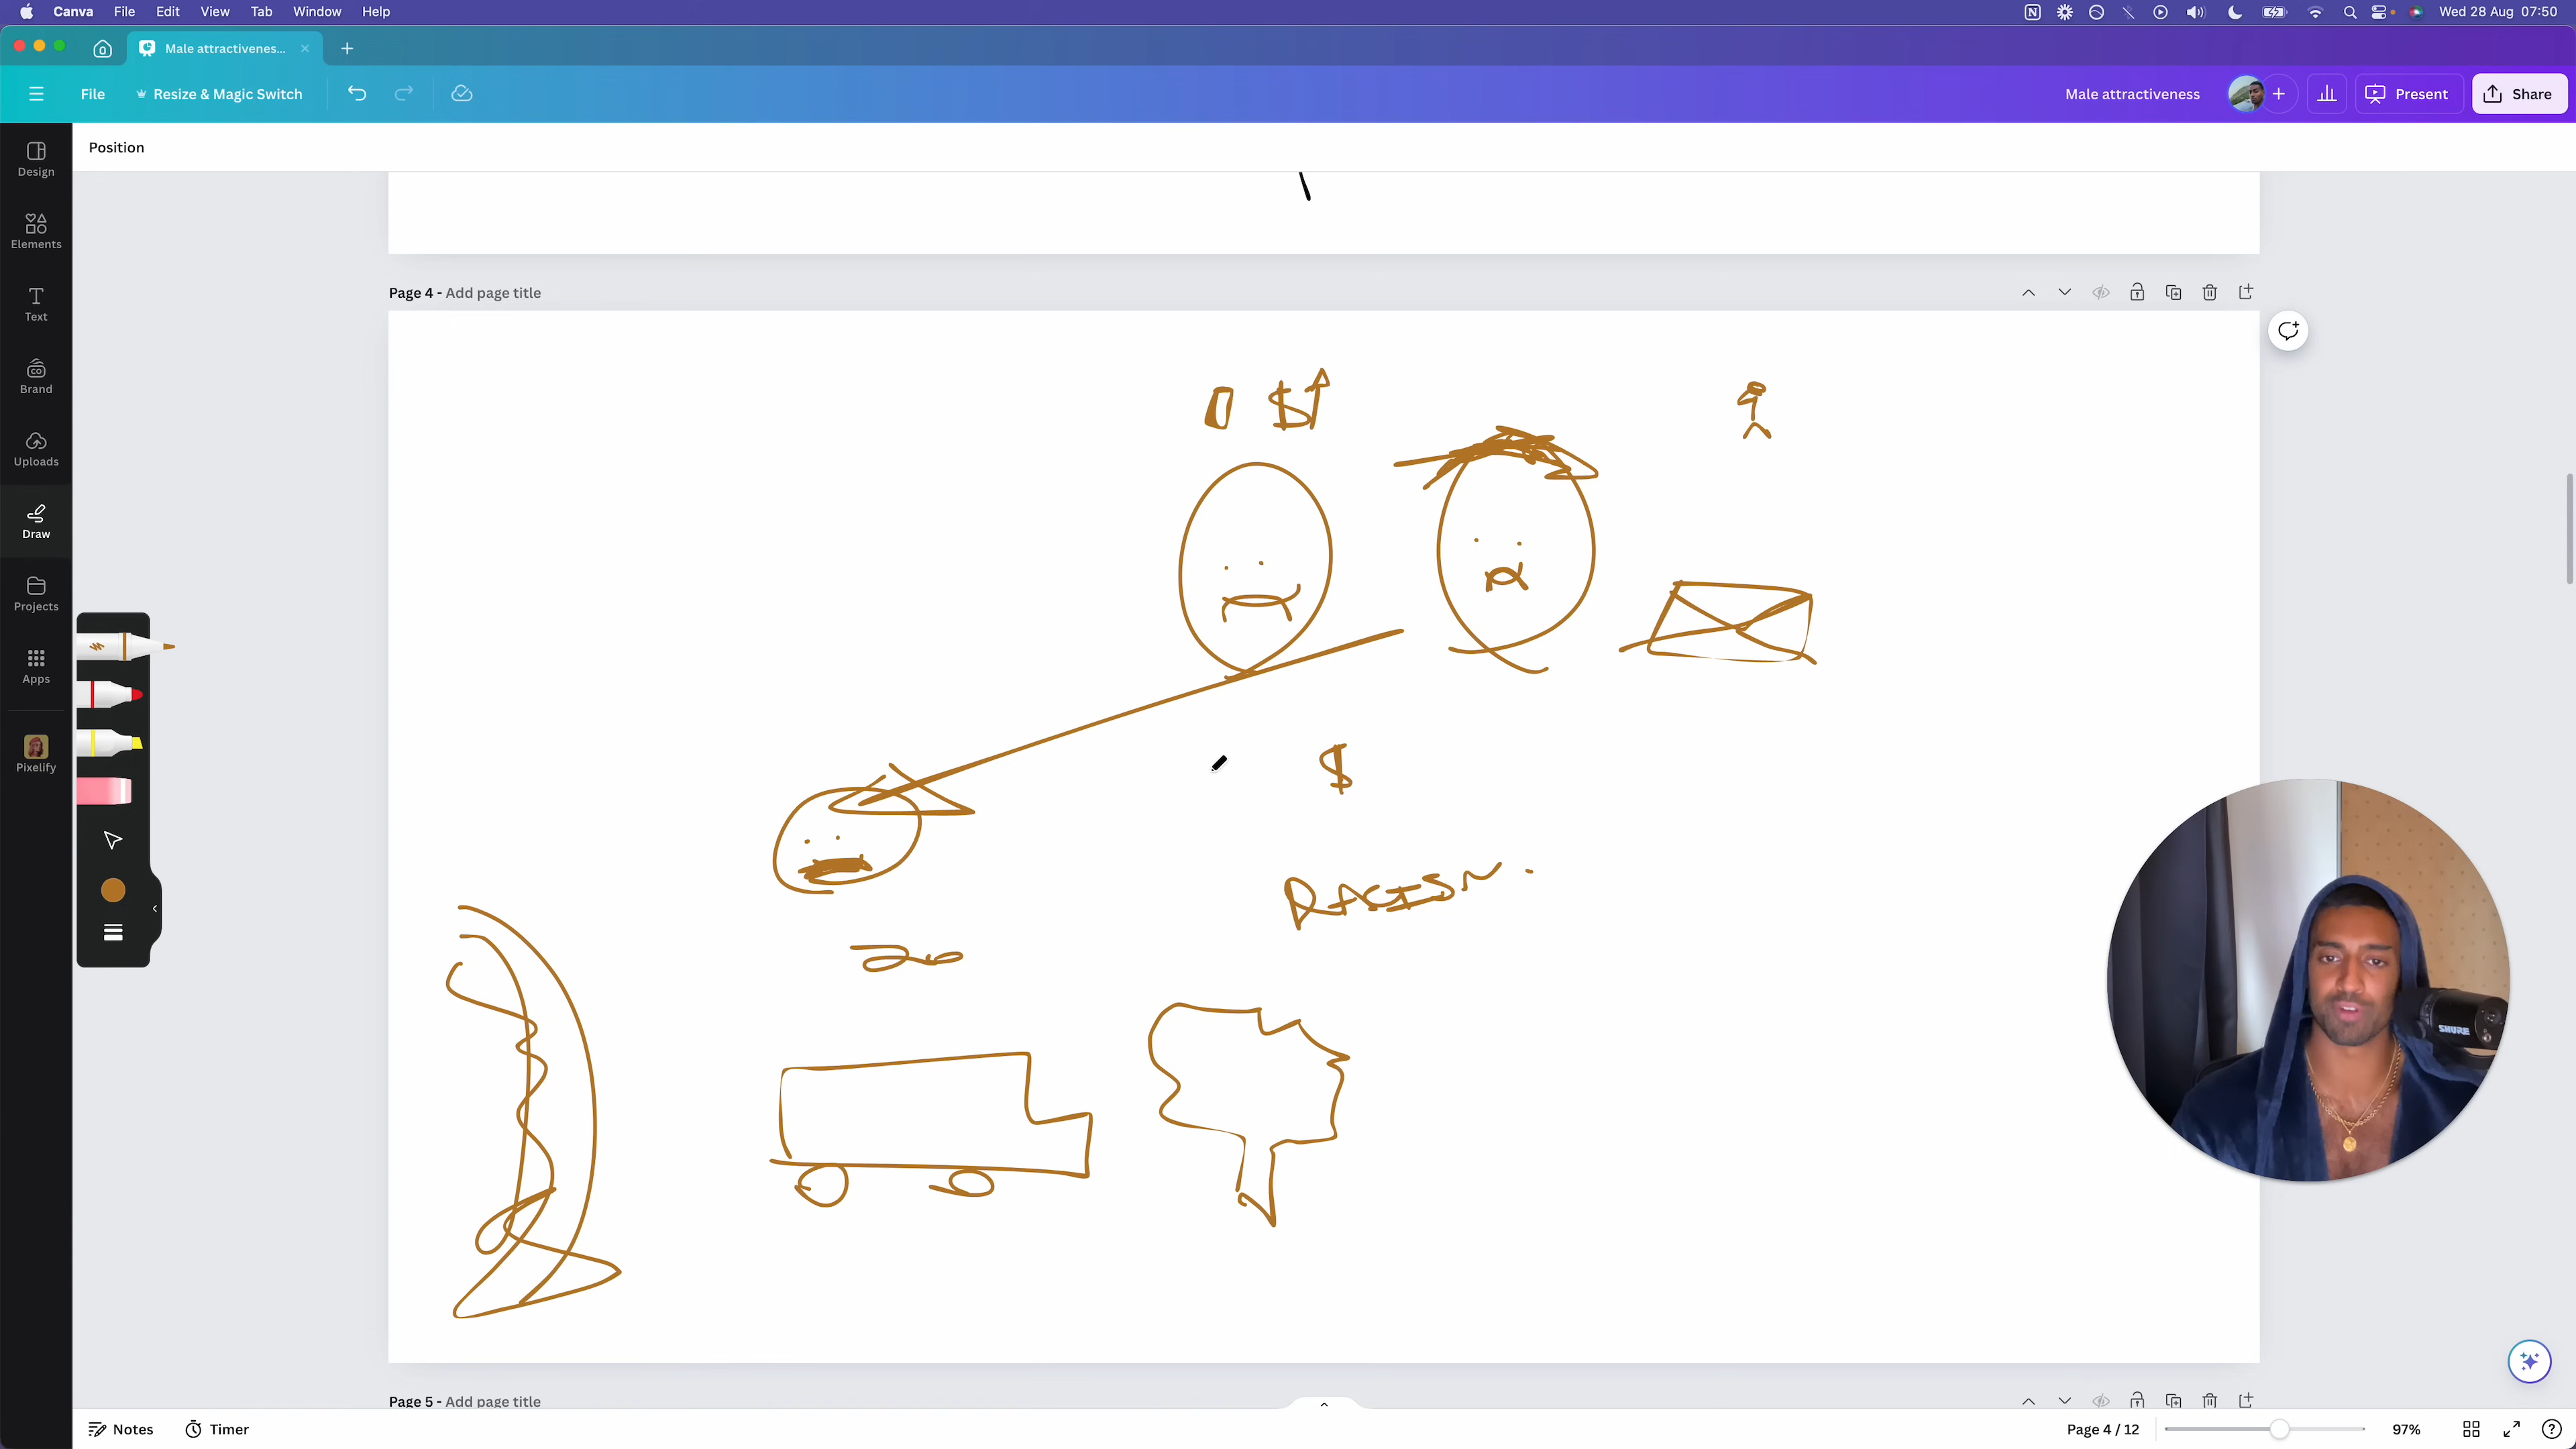 Canva File Edit View Tab Window Help
Wed 28 Aug 07:50
Male attractivenes...
File Resize & Magic Switch
Male attractiveness
Present
Share
Position
Design
Elements
Text
Brand
Uploads
Draw
Projects
Apps
Pixelify
Page 4 - Add page title
$
$
RACISM.
20
SHURE
Page 5 - Add page title
Notes Timer
Page 4 / 12
97%